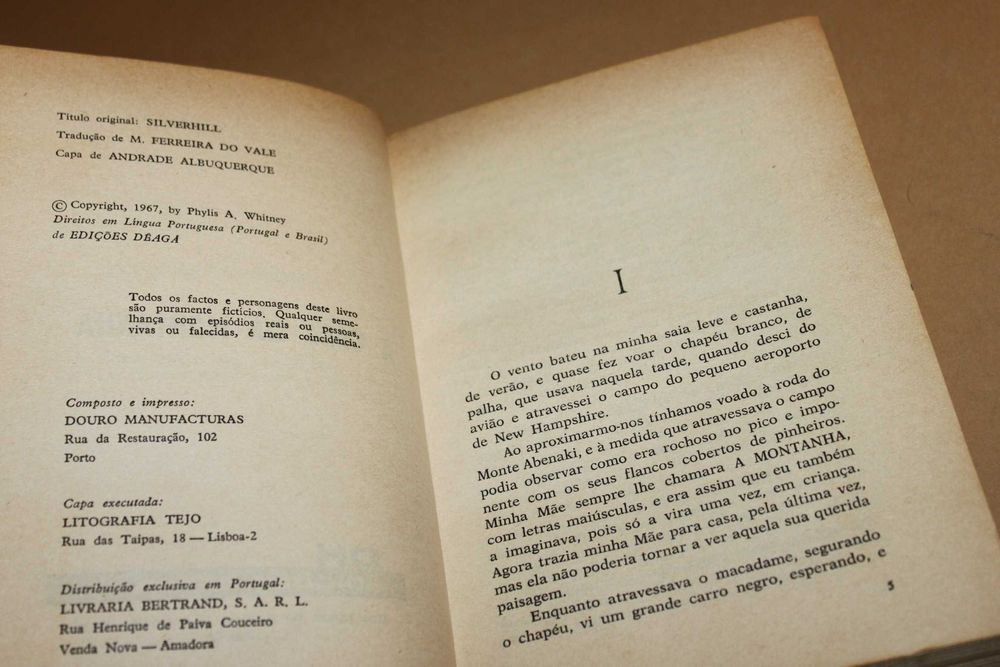 Título original: SILVERHILL
Tradução de M. FERREIRA DO VALE
Capa de ANDRADE ALBUQUERQUE
© Copyright, 1967, by Phylis A. Whitney
Direitos em Língua Portuguesa (Portugal e Brasil)
de EDIÇÕES DÊAGÁ
Todos os factos e personagens deste livro
são puramente fictícios. Qualquer seme-
lhança com episódios reais ou pessoas,
vivas ou falecidas, é mera coincidência.
Composto e impresso:
DOURO MANUFACTURAS
Rua da Restauração, 102
Porto
Capa executada:
LITOGRAFIA TEJO
Rua das Taipas, 18 — Lisboa-2
Distribuição exclusiva em Portugal:
LIVRARIA BERTRAND, S. A. R. L.
Rua Henrique de Paiva Couceiro
Venda Nova — Amadora
I
O vento bateu na minha saia leve e castanha,
de verão, e quase fez voar o chapéu branco, de
palha, que usava naquela tarde, quando desci do
avião e atravessei o campo do pequeno aeroporto
de New Hampshire.
Ao aproximarmo-nos tínhamos voado à roda do
Monte Abenaki, e à medida que atravessava o campo
podia observar como era rochoso no pico e impo-
nente com os seus flancos cobertos de pinheiros.
Minha Mãe sempre lhe chamara A MONTANHA,
com letras maiúsculas, e era assim que eu também
a imaginava, pois só a vira uma vez, em criança.
Agora trazia minha Mãe para casa, pela última vez,
mas ela não poderia tornar a ver aquela sua querida
paisagem.
Enquanto atravessava o macadame, segurando
o chapéu, vi um grande carro negro, esperando, e
5